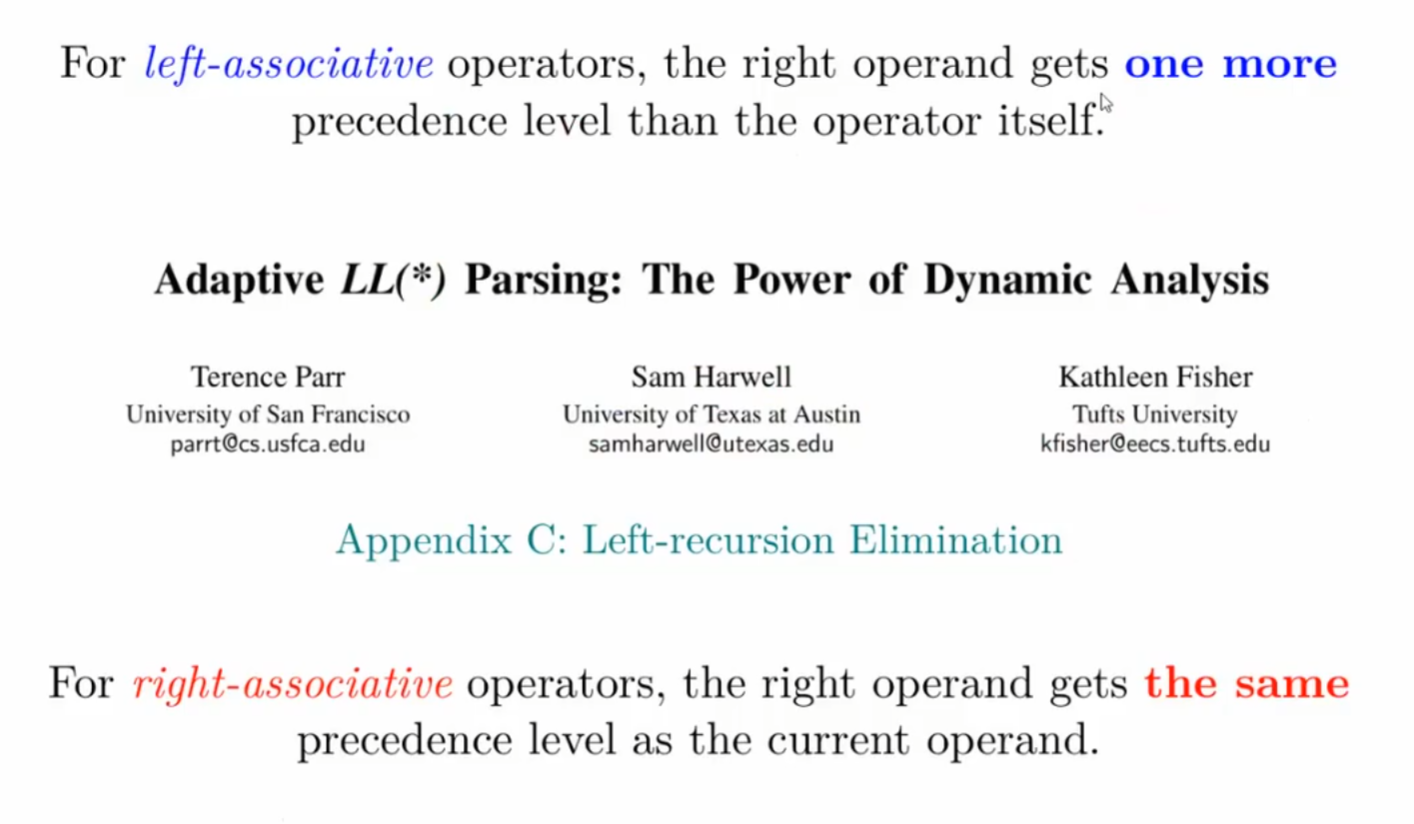 For left-associative operators, the right operand gets one more
precedence level than the operator itself.
Adaptive LL(*) Parsing: The Power of Dynamic Analysis
Terence Parr
University of San Francisco
parrt@cs.usfca.edu
Sam Harwell
University of Texas at Austin
samharwell@utexas.edu
Kathleen Fisher
Tufts University
kfisher@eecs.tufts.edu
Appendix C: Left-recursion Elimination
For right-associative operators, the right operand gets the same
precedence level as the current operand.